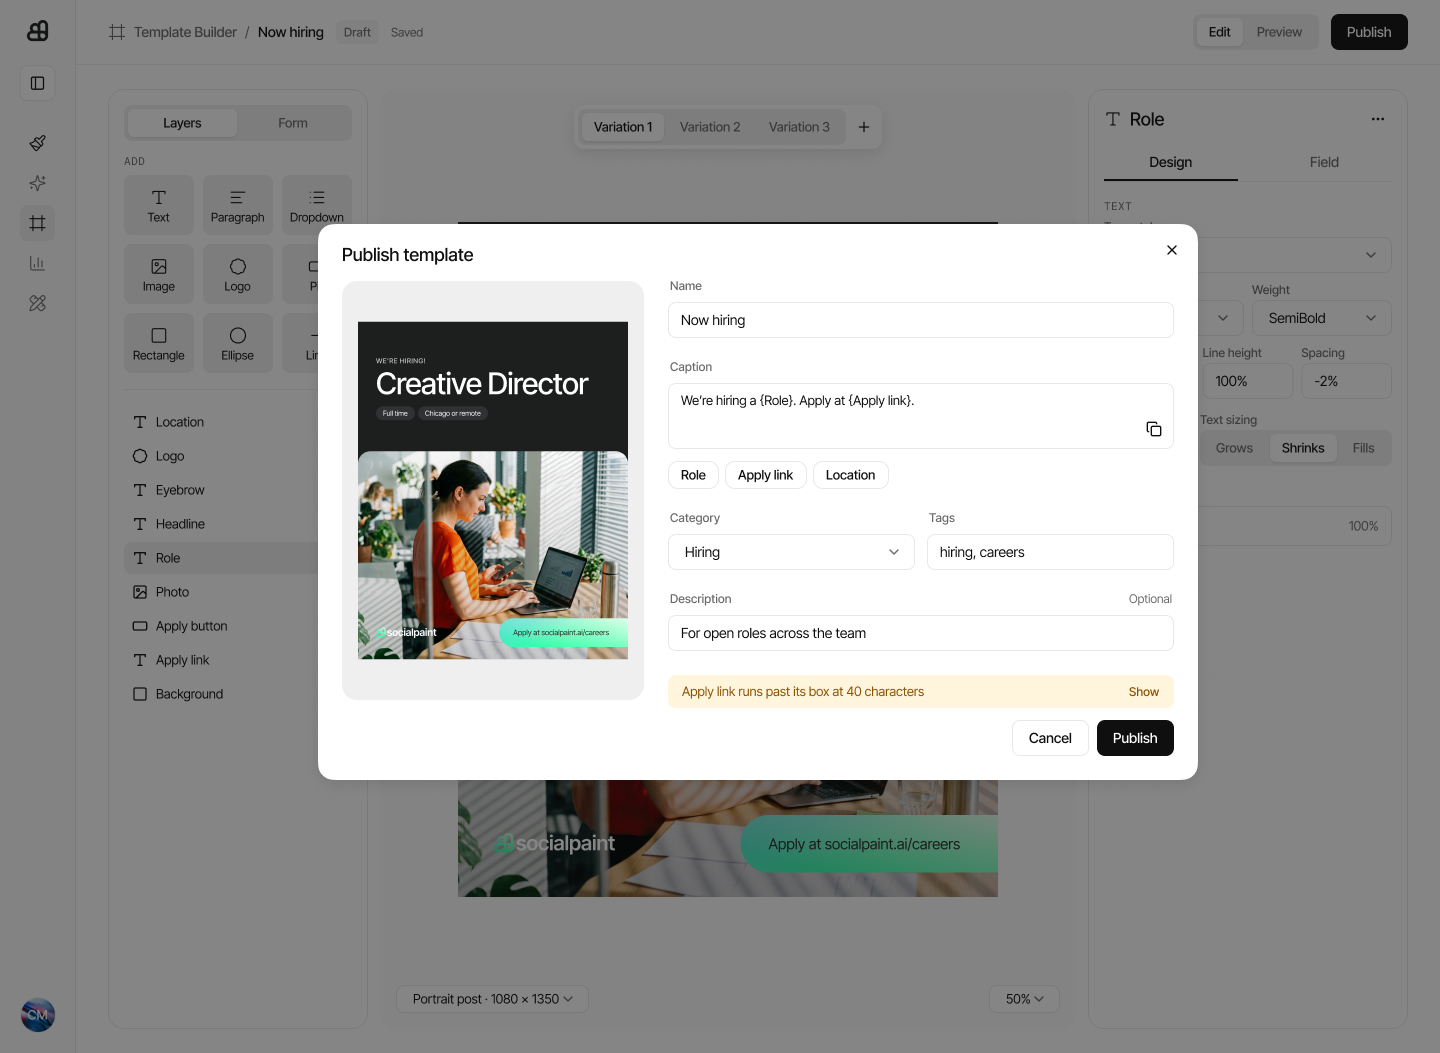 Template Builder / Now hiring Draft Saved
Edit Preview Publish
Layers Form
ADD
Text Paragraph Dropdown
Image Logo
Rectangle Ellipse
Location
Logo
Eyebrow
Headline
Role
Photo
Apply button
Apply link
Background
CM
Variation 1 Variation 2 Variation 3
Publish template
WE'RE HIRING!
Creative Director
Full time Chicago or remote
socialpaint
Apply at socialpaint.ai/careers
Name
Now hiring
Caption
We're hiring a {Role}. Apply at {Apply link}.
Role Apply link Location
Category Tags
Hiring hiring, careers
Description Optional
For open roles across the team
Apply link runs past its box at 40 characters Show
Cancel Publish
socialpaint
Apply at socialpaint.ai/careers
Portrait post · 1080 × 1350
50%
Role
Design Field
TEXT
Weight
SemiBold
Line height Spacing
100% -2%
Text sizing
Grows Shrinks Fills
100%